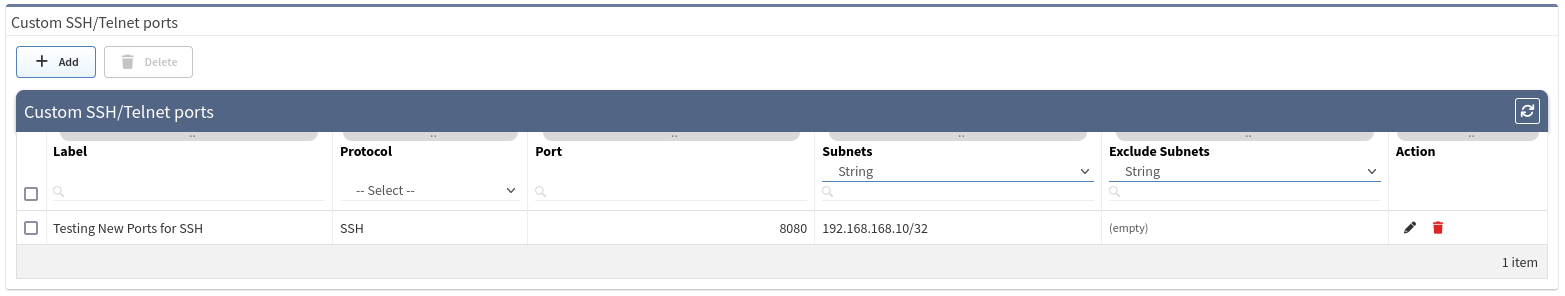 Custom SSH/Telnet ports
+ Add Delete
Custom SSH/Telnet ports
Label Protocol Port Subnets Exclude Subnets Action
String String
-- Select --
Testing New Ports for SSH SSH 8080 192.168.168.10/32 (empty)
1 item